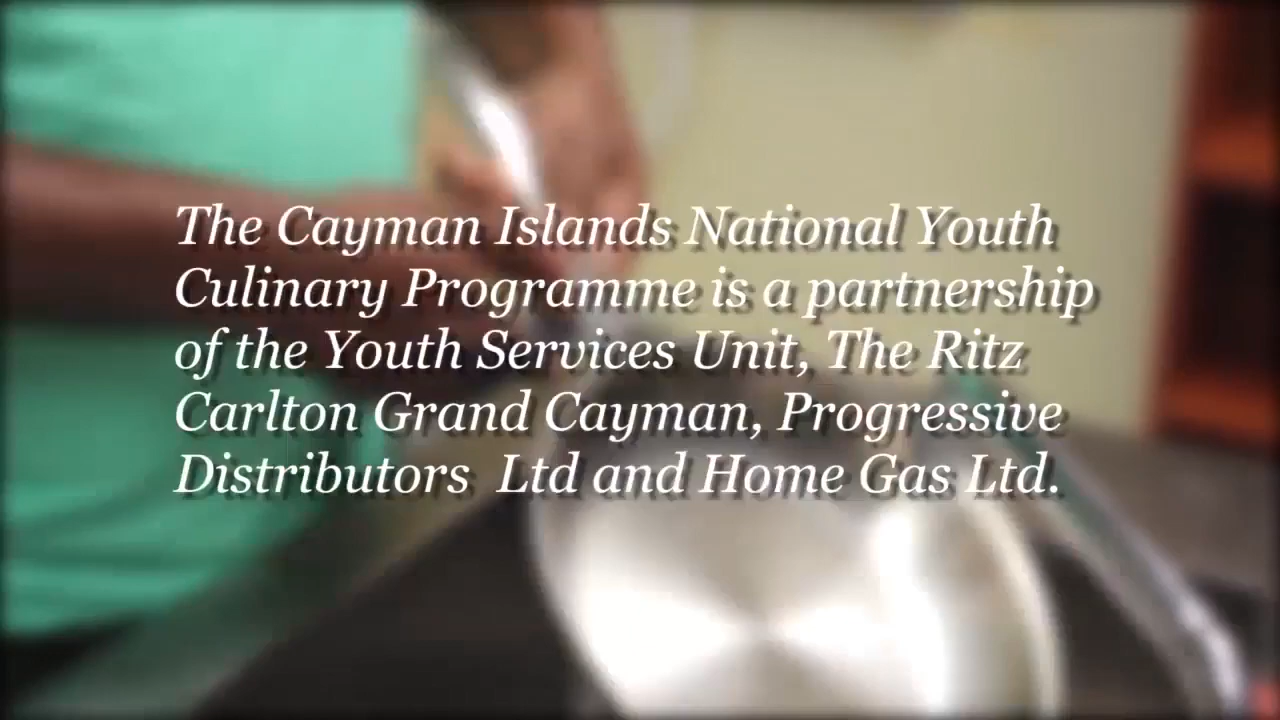 The Cayman Islands National Youth
Culinary Programme is a partnership
of the Youth Services Unit, The Ritz
Carlton Grand Cayman, Progressive
Distributors  Ltd and Home Gas Ltd.